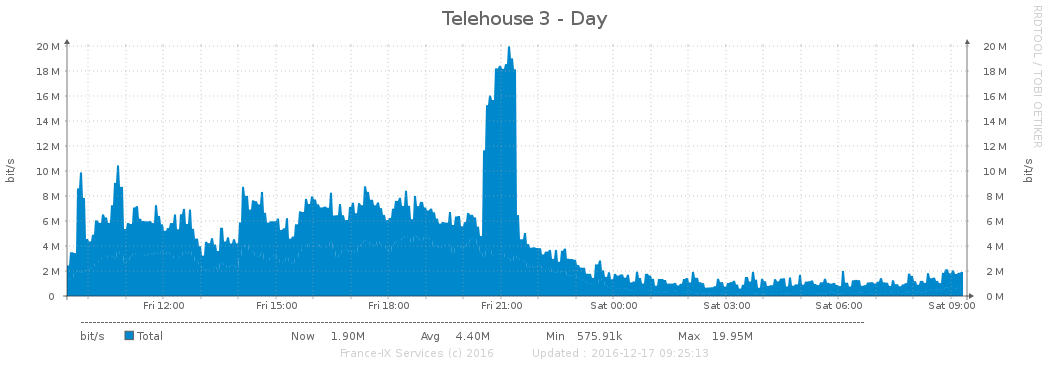 Telehouse 3 - Day
RRDTOOL / TOBI OETIKER
bit/s
20 M 20 M
18 M 18 M
16 M 16 M
14 M 14 M
12 M 12 M
10 M 10 M
8 M 8 M
6 M 6 M
4 M 4 M
2 M 2 M
0 0 M
bit/s
Fri 12:00 Fri 15:00 Fri 18:00 Fri 21:00 Sat 00:00 Sat 03:00 Sat 06:00 Sat 09:00
bit/s Total Now 1.90M Avg 4.40M Min 575.91k Max 19.95M
France-IX Services (c) 2016 Updated : 2016-12-17 09:25:13